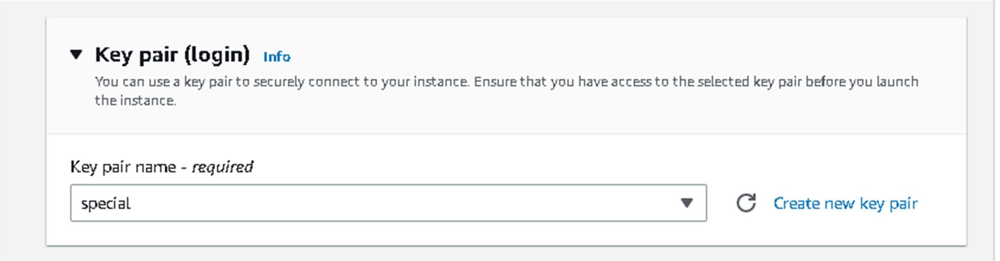 Key pair (login) Info
You can use a key pair to securely connect to your instance. Ensure that you have access to the selected key pair before you launch
the instance.
Key pair name - required
special
Create new key pair